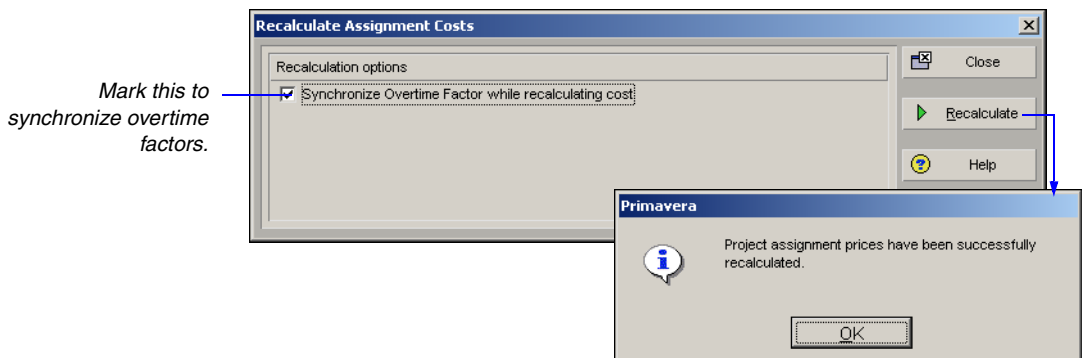 Recalculate Assignment Costs
Recalculation options
Close
Mark this to
synchronize overtime
factors.
Synchronize Overtime Factor while recalculating cost
Recalculate
Help
Primavera
Project assignment prices have been successfully
recalculated.
OK